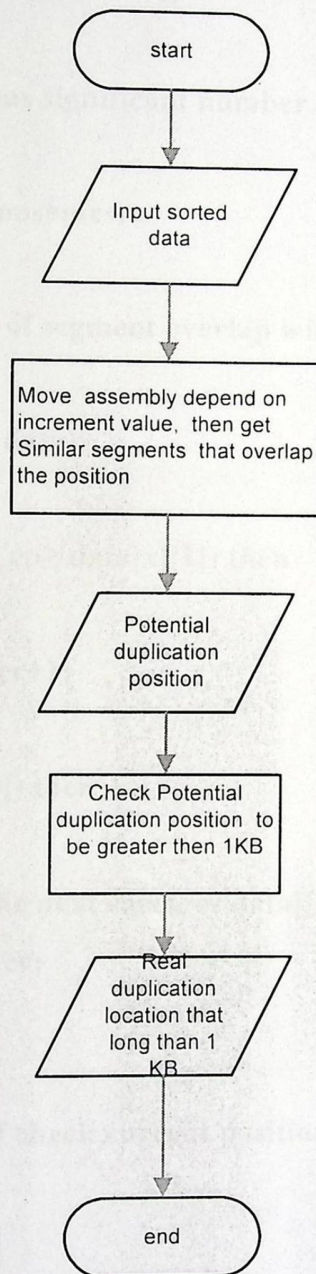 start
Input sorted
data
Move assembly depend on
increment value, then get
Similar segments that overlap
the position
Potential
duplication
position
Check Potential
duplication position to
be greater then 1KB
Real
duplication
location that
long than 1
KB
end